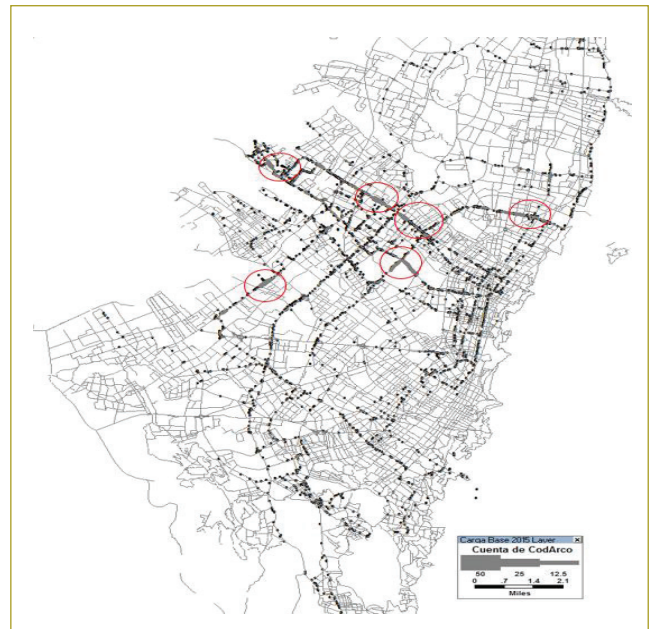 Carga Base 2015 Layer
Cuenta de CodArco
50 25 12.5
0 .7 1.4 2.1
Miles